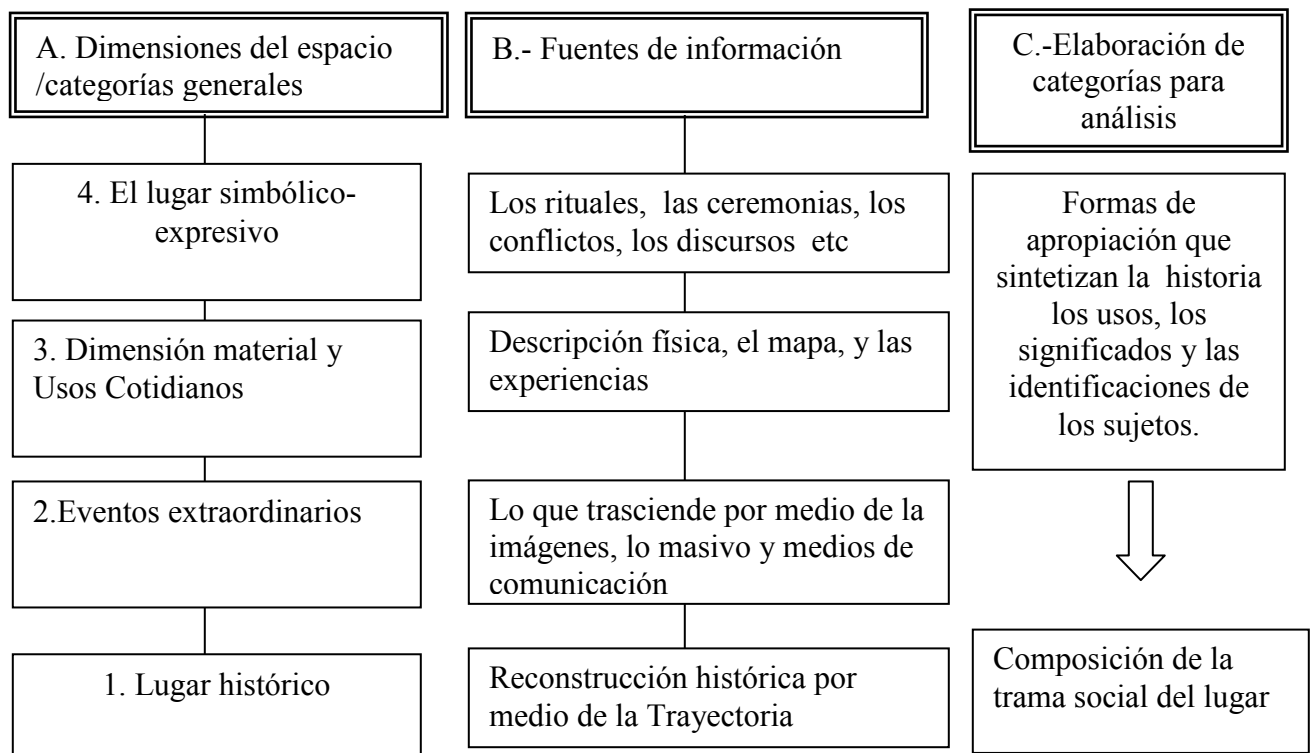 A. Dimensiones del espacio
/categorías generales
4. El lugar simbólico-
expresivo
3. Dimensión material y
Usos Cotidianos
2.Eventos extraordinarios
1. Lugar histórico
B.- Fuentes de información
Los rituales, las ceremonias, los
conflictos, los discursos etc
Descripción física, el mapa, y las
experiencias
Lo que trasciende por medio de la
imágenes, lo masivo y medios de
comunicación
Reconstrucción histórica por
medio de la Trayectoria
C.-Elaboración de
categorías para
análisis
Formas de
apropiación que
sintetizan la historia
los usos, los
significados y las
identificaciones de
los sujetos.
Composición de la
trama social del lugar